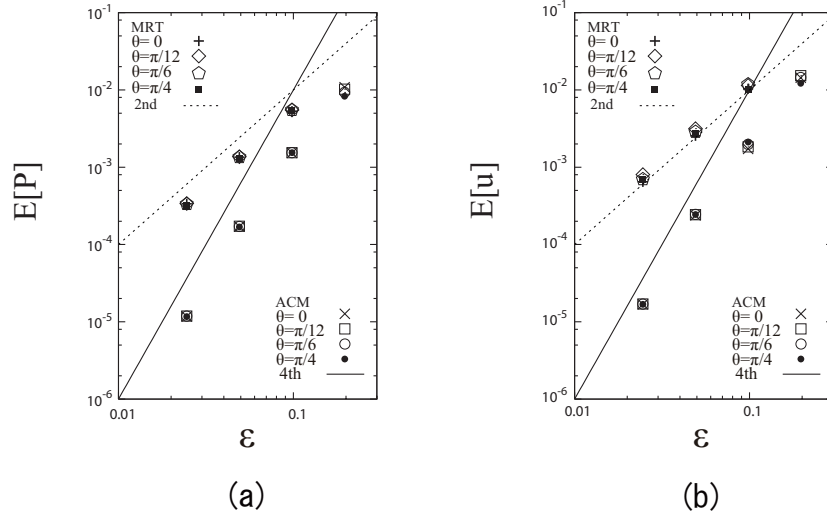 E[P]
10⁻¹
10⁻²
10⁻³
10⁻⁴
10⁻⁵
10⁻⁶
MRT
θ= 0
θ=π/12
θ=π/6
θ=π/4
2nd
ACM
θ= 0
θ=π/12
θ=π/6
θ=π/4
4th
0.01
0.1
ε
(a)
E[u]
10⁻¹
10⁻²
10⁻³
10⁻⁴
10⁻⁵
10⁻⁶
MRT
θ= 0
θ=π/12
θ=π/6
θ=π/4
2nd
ACM
θ= 0
θ=π/12
θ=π/6
θ=π/4
4th
0.01
0.1
ε
(b)